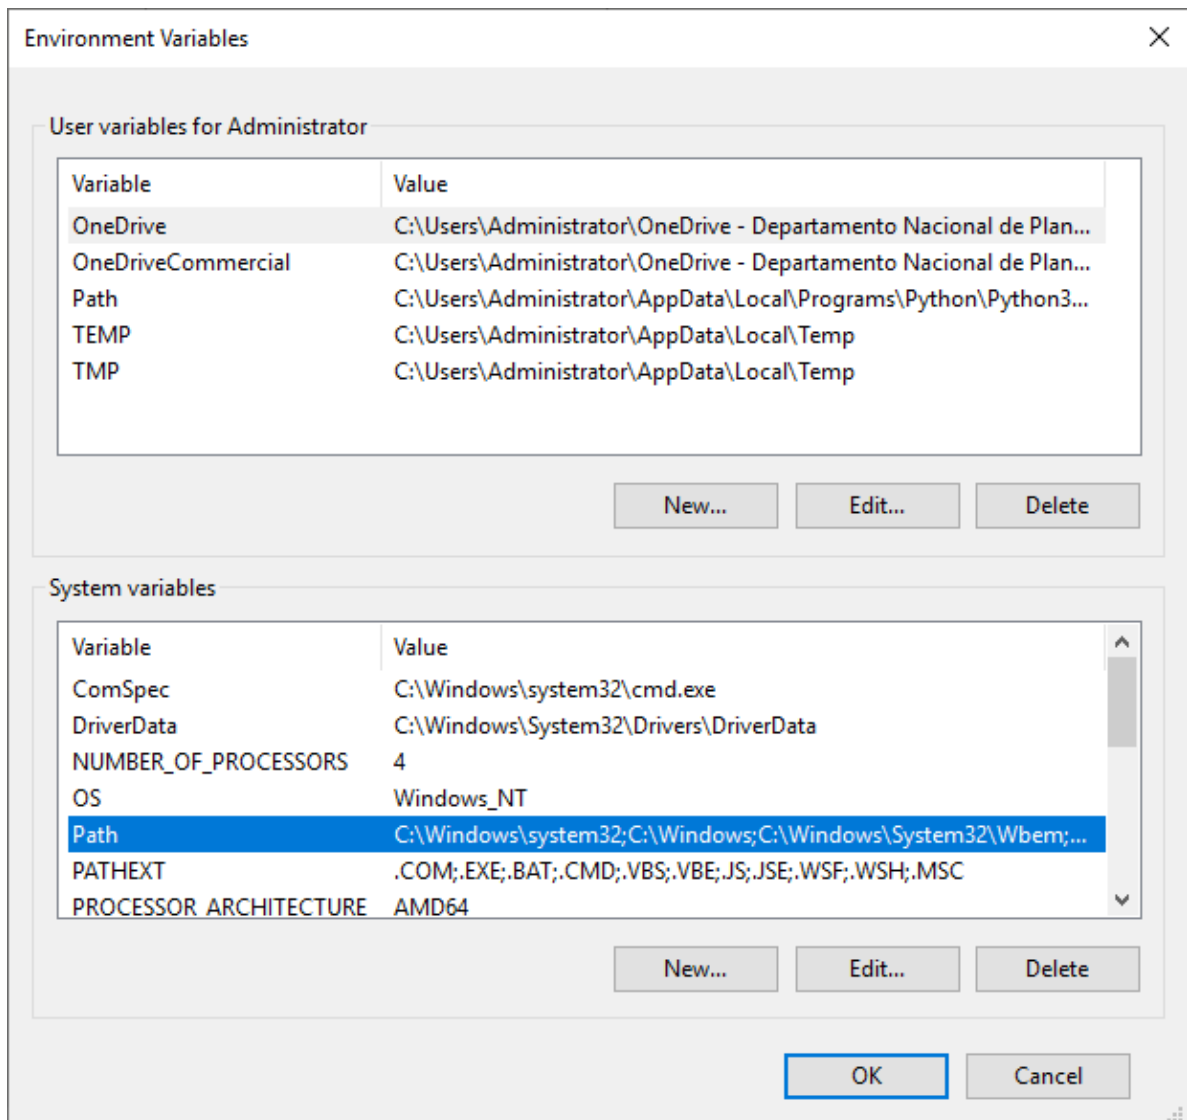 Environment Variables
User variables for Administrator
Variable Value
OneDrive C:\Users\Administrator\OneDrive - Departamento Nacional de Plan...
OneDriveCommercial C:\Users\Administrator\OneDrive - Departamento Nacional de Plan...
Path C:\Users\Administrator\AppData\Local\Programs\Python\Python3...
TEMP C:\Users\Administrator\AppData\Local\Temp
TMP C:\Users\Administrator\AppData\Local\Temp
New... Edit... Delete
System variables
Variable Value
ComSpec C:\Windows\system32\cmd.exe
DriverData C:\Windows\System32\Drivers\DriverData
NUMBER_OF_PROCESSORS 4
OS Windows_NT
Path C:\Windows\system32;C:\Windows;C:\Windows\System32\Wbem;...
PATHEXT .COM;.EXE;.BAT;.CMD;.VBS;.VBE;.JS;.JSE;.WSF;.WSH;.MSC
PROCESSOR_ARCHITECTURE AMD64
New... Edit... Delete
OK Cancel